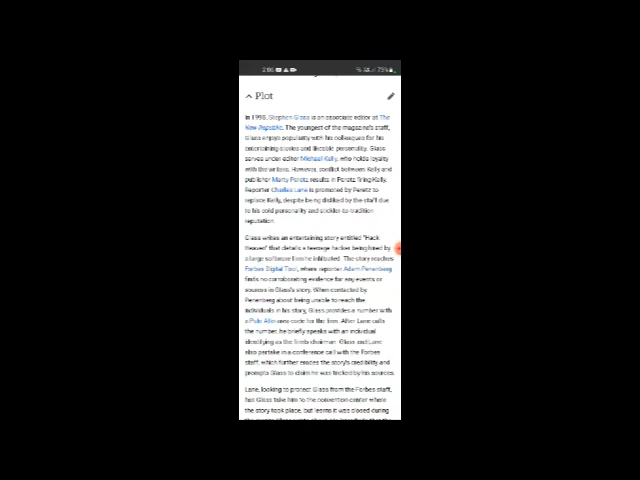 Plot
In 1998, Stephen Glass is an associate editor at The
New Republic. The youngest of the magazine's staff,
Glass enjoys popularity with his colleagues for his
entertaining stories and likeable personality. Glass
serves under editor Michael Kelly, who holds loyalty
with the writers. However, conflict between Kelly and
publisher Marty Peretz results in Peretz firing Kelly.
Reporter Charles Lane is promoted by Peretz to
replace Kelly, despite being disliked by the staff due
to his cold personality and stickler-to-tradition
reputation.
Glass writes an entertaining story entitled "Hack
Heaven" that details a teenage hacker being hired by
a large software firm he infiltrated. The story reaches
Forbes Digital Tool, where reporter Adam Penenberg
finds no corroborating evidence for any events or
sources in Glass's story. When contacted by
Penenberg about being unable to reach the
individuals in his story, Glass provides a number with
a Palo Alto area code for the firm. After Lane calls
the number, he briefly speaks with an individual
identifying as the firm's chairman. Glass and Lane
also partake in a conference call with the Forbes
staff, which further erodes the story's credibility and
prompts Glass to claim he was tricked by his sources.
Lane, looking to protect Glass from the Forbes staff,
has Glass take him to the convention center where
the story took place, but learns it was closed during